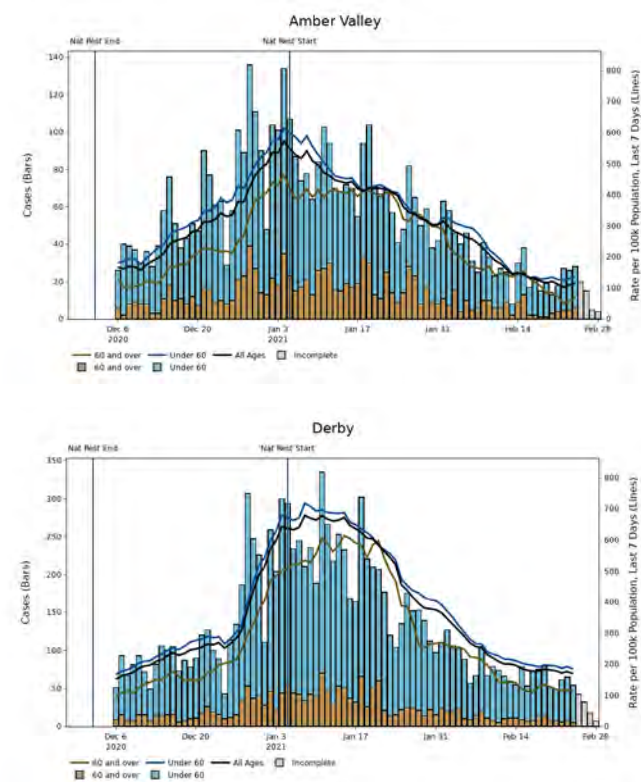 Amber Valley
Nat Rest End
Nat Rest Start
140
120
100
80
60
40
20
0
Cases (Bars)
800
700
600
500
400
300
200
100
0
Rate per 100k Population, Last 7 Days (Lines)
Dec 6 Dec 20 Jan 3 Jan 17 Jan 31 Feb 14 Feb 28
2020 2021
60 and over Under 60 All Ages Incomplete
60 and over Under 60
Derby
Nat Rest End
Nat Rest Start
350
300
250
200
150
100
50
0
Cases (Bars)
800
700
600
500
400
300
200
100
0
Rate per 100k Population, Last 7 Days (Lines)
Dec 6 Dec 20 Jan 3 Jan 17 Jan 31 Feb 14 Feb 28
2020 2021
60 and over Under 60 All Ages Incomplete
60 and over Under 60